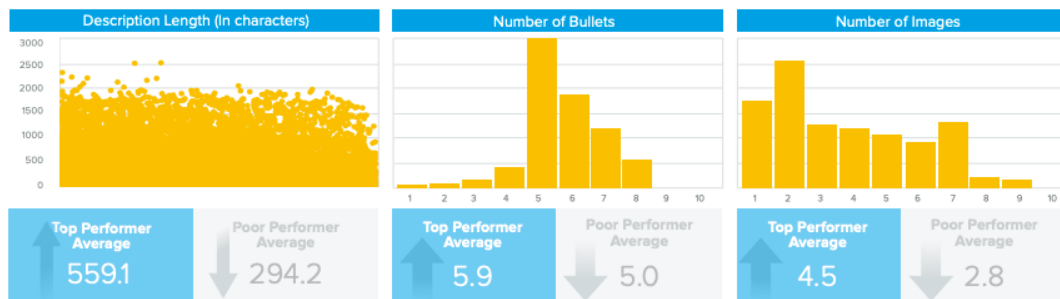 Description Length (In characters)
3000
2500
2000
1500
1000
500
0
Top Performer
Average
559.1
Poor Performer
Average
294.2
Number of Bullets
1 2 3 4 5 6 7 8 9 10
Top Performer
Average
5.9
Poor Performer
Average
5.0
Number of Images
1 2 3 4 5 6 7 8 9 10
Top Performer
Average
4.5
Poor Performer
Average
2.8